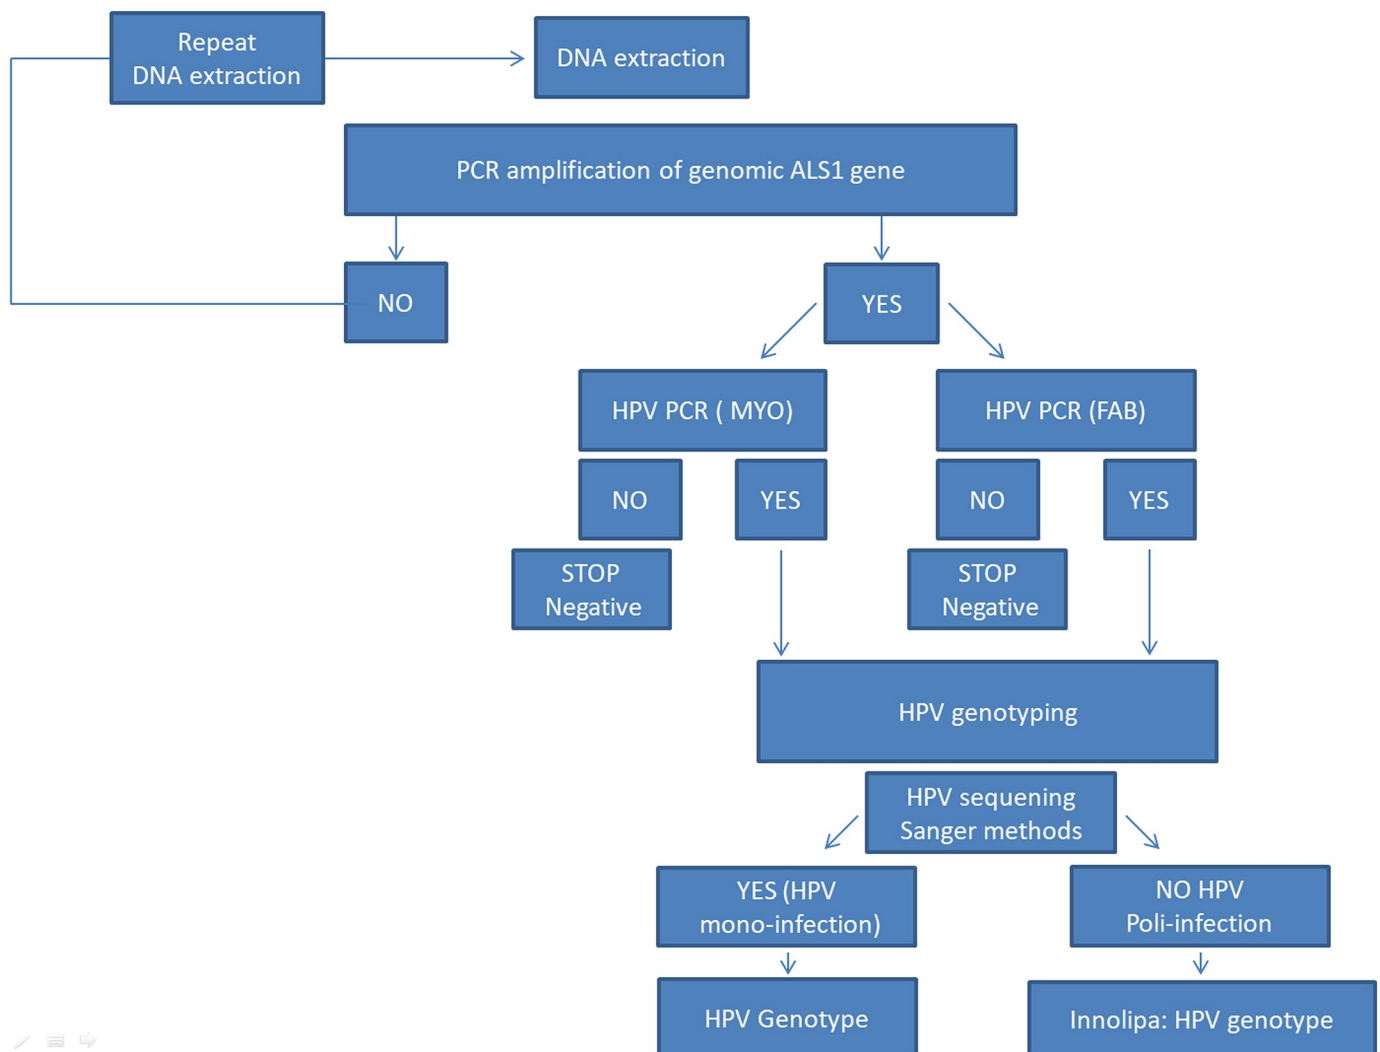 Repeat
DNA extraction
DNA extraction
PCR amplification of genomic ALS1 gene
NO
YES
HPV PCR ( MYO)
HPV PCR (FAB)
NO
YES
NO
YES
STOP
Negative
STOP
Negative
HPV genotyping
HPV sequening
Sanger methods
YES (HPV
mono-infection)
NO HPV
Poli-infection
HPV Genotype
Innolipa: HPV genotype